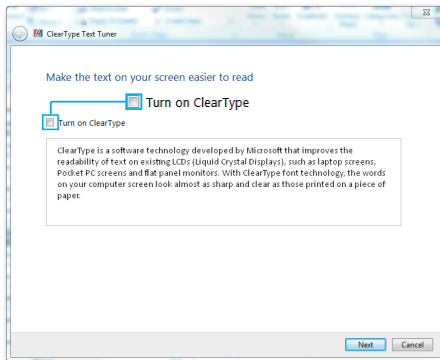 ClearType Text Tuner
Make the text on your screen easier to read
Turn on ClearType
Turn on ClearType
ClearType is a software technology developed by Microsoft that improves the
readability of text on existing LCDs (Liquid Crystal Displays), such as laptop screens,
Pocket PC screens and flat panel monitors. With ClearType font technology, the words
on your computer screen look almost as sharp and clear as those printed on a piece of
paper.
Next Cancel